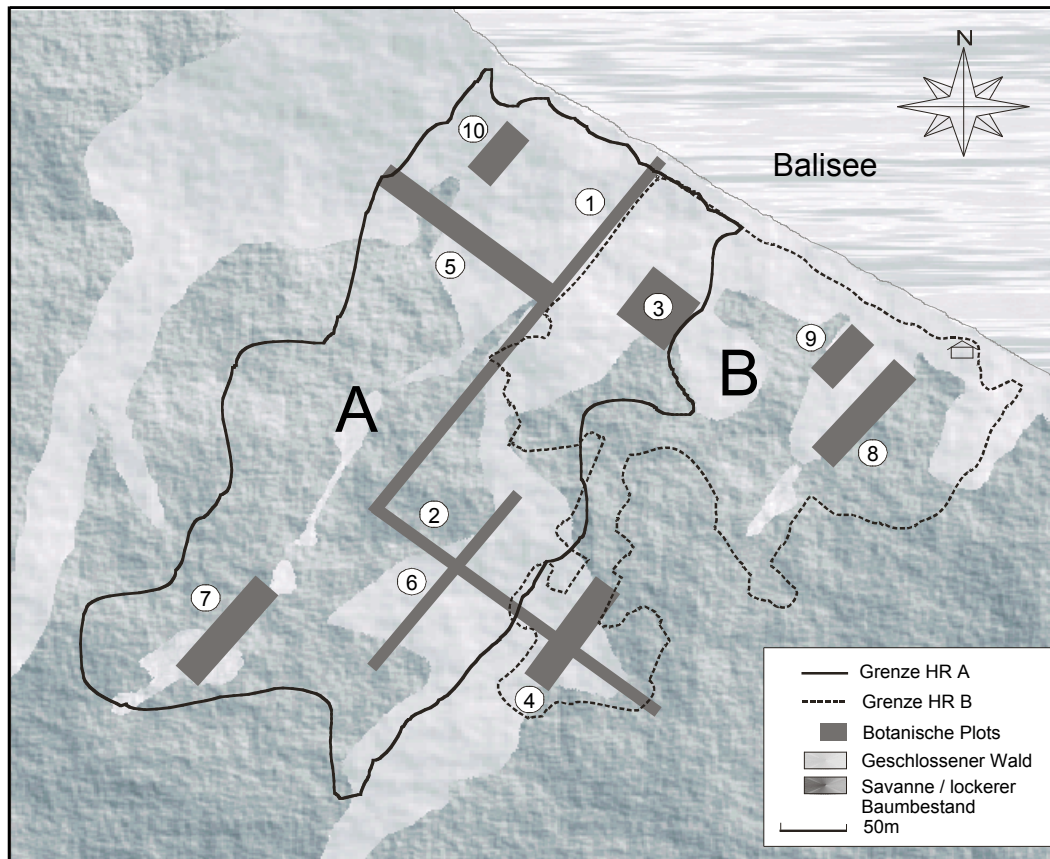 N
10
Balisee
1
5
3
9
A
B
8
2
6
7
4
Grenze HR A
Grenze HR B
Botanische Plots
Geschlossener Wald
Savanne / lockerer
Baumbestand
50m